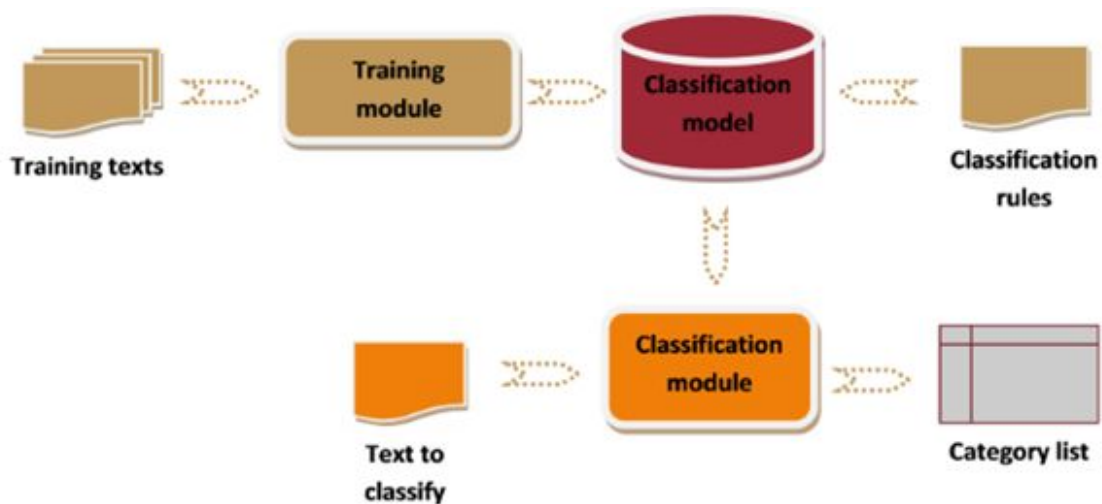 Training
module
Classification
model
Training texts
Classification
rules
Classification
module
Text to
classify
Category list